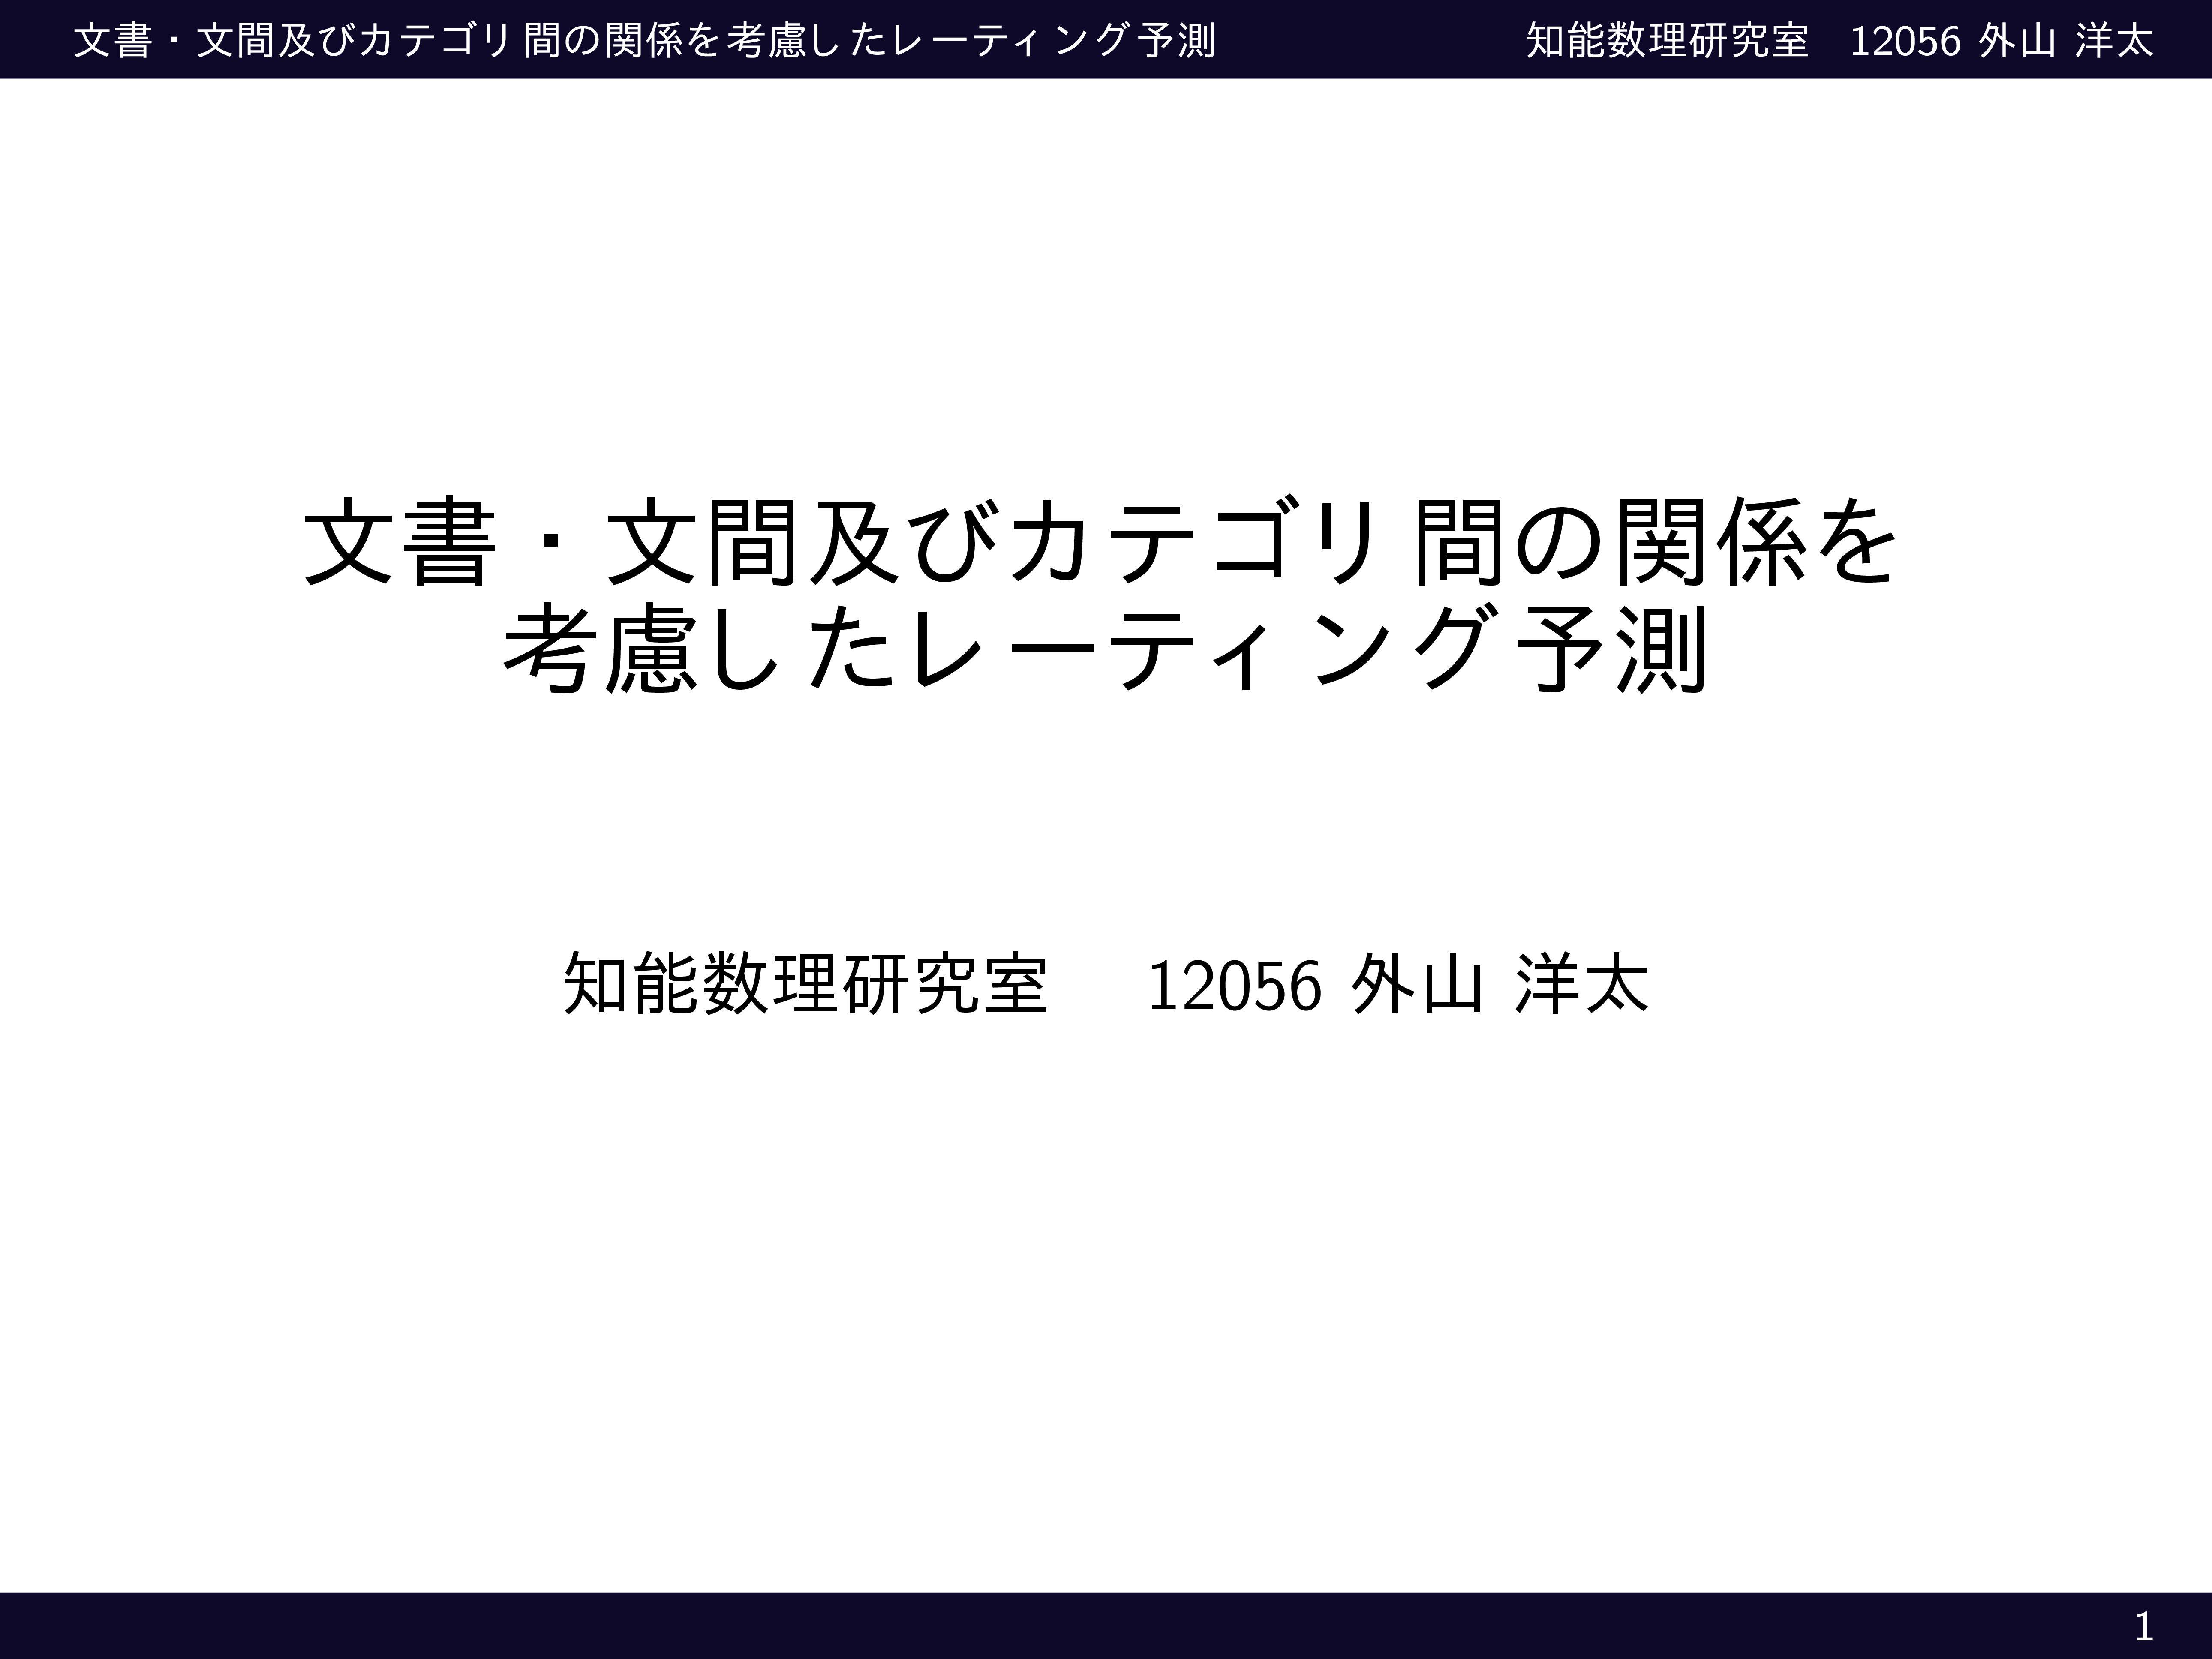 文書・文間及びカテゴリ間の関係を考慮したレーティング予測
知能数理研究室　12056 外山 洋太
文書・文間及びカテゴリ間の関係を
考慮したレーティング予測
知能数理研究室　12056 外山 洋太
1